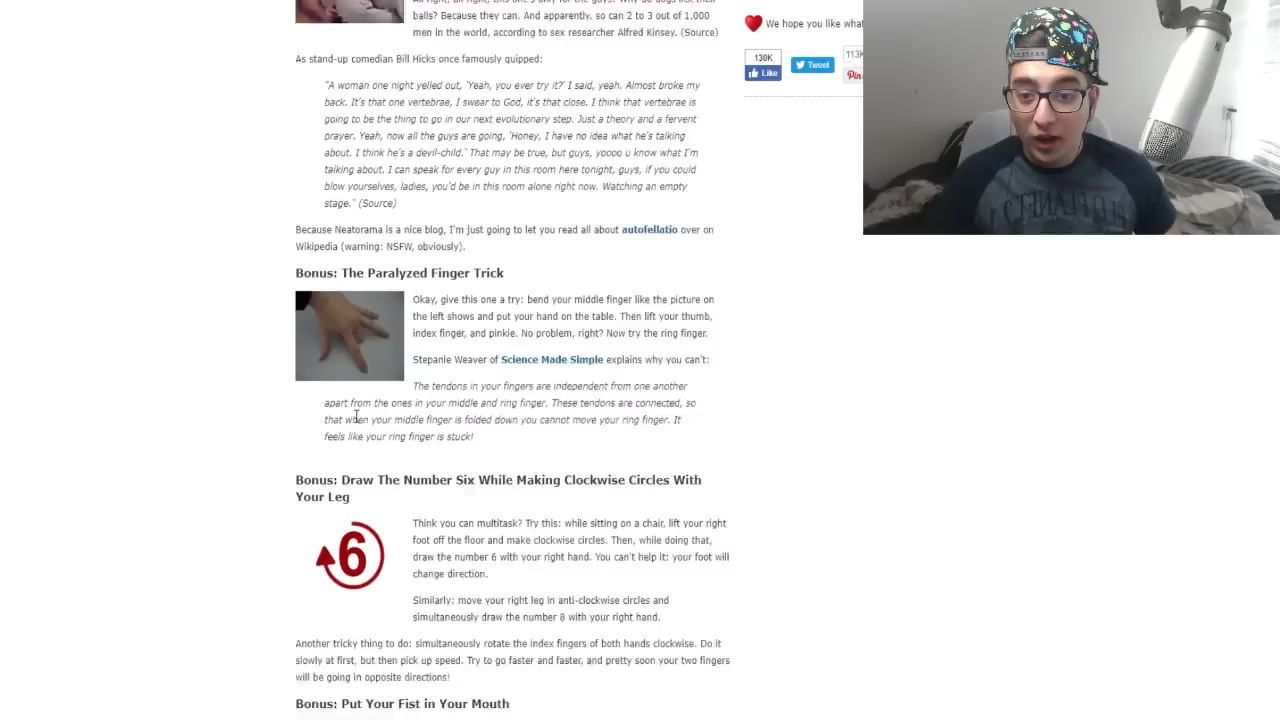 balls? Because they can. And apparently, so can 2 to 3 out of 1,000
men in the world, according to sex researcher Alfred Kinsey. (Source)
As stand-up comedian Bill Hicks once famously quipped:
"A woman one night yelled out, 'Yeah, you ever try it?' I said, yeah. Almost broke my
back. It's that one vertebrae, I swear to God, it's that close. I think that vertebrae is
going to be the thing to go in our next evolutionary step. Just a theory and a fervent
prayer. Yeah, now all the guys are going, 'Honey, I have no idea what he's talking
about. I think he's a devil-child.' That may be true, but guys, yoooo u know what I'm
talking about. I can speak for every guy in this room here tonight, guys, if you could
blow yourselves, ladies, you'd be in this room alone right now. Watching an empty
stage." (Source)
Because Neatorama is a nice blog, I'm just going to let you read all about autofellatio over on
Wikipedia (warning: NSFW, obviously).
Bonus: The Paralyzed Finger Trick
Okay, give this one a try: bend your middle finger like the picture on
the left shows and put your hand on the table. Then lift your thumb,
index finger, and pinkie. No problem, right? Now try the ring finger.
Stepanie Weaver of Science Made Simple explains why you can't:
The tendons in your fingers are independent from one another
apart from the ones in your middle and ring finger. These tendons are connected, so
that when your middle finger is folded down you cannot move your ring finger. It
feels like your ring finger is stuck!
Bonus: Draw The Number Six While Making Clockwise Circles With
Your Leg
6
Think you can multitask? Try this: while sitting on a chair, lift your right
foot off the floor and make clockwise circles. Then, while doing that,
draw the number 6 with your right hand. You can't help it: your foot will
change direction.
Similarly: move your right leg in anti-clockwise circles and
simultaneously draw the number 8 with your right hand.
Another tricky thing to do: simultaneously rotate the index fingers of both hands clockwise. Do it
slowly at first, but then pick up speed. Try to go faster and faster, and pretty soon your two fingers
will be going in opposite directions!
Bonus: Put Your Fist in Your Mouth
We hope you like what
130K
Like
Tweet
113K
Pin